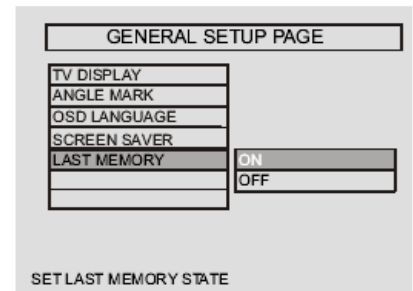 GENERAL SETUP PAGE
TV DISPLAY
ANGLE MARK
OSD LANGUAGE
SCREEN SAVER
LAST MEMORY ON
OFF
SET LAST MEMORY STATE